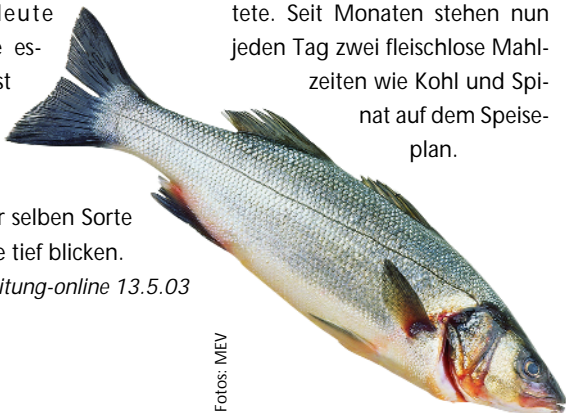 leute
e es-
st
r selben Sorte
e tief blicken.
itung-online 13.5.03
tete. Seit Monaten stehen nun
jeden Tag zwei fleischlose Mahl-
zeiten wie Kohl und Spi-
nat auf dem Speise-
plan.
Fotos: MEV